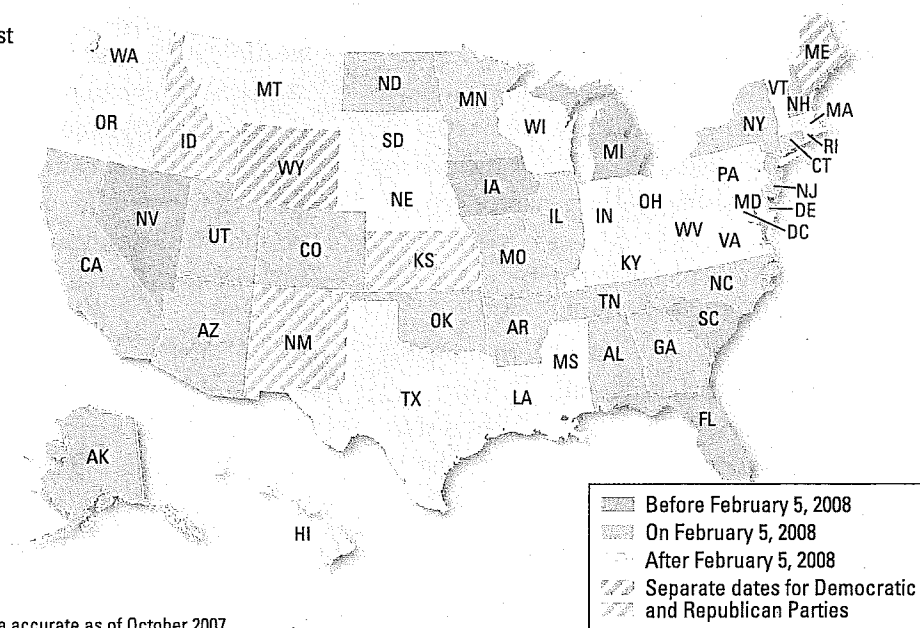 st
WA
MT
ND
MN
ME
VT
NH
MA
OR
ID
SD
WI
NY
RI
CT
WY
MI
PA
NJ
NE
IA
MD
DE
OH
IL
IN
DC
NV
UT
CO
WV
VA
KS
MO
KY
CA
NC
TN
OK
AR
SC
AZ
NM
MS
AL
GA
TX
LA
FL
AK
HI
Before February 5, 2008
On February 5, 2008
After February 5, 2008
Separate dates for Democratic
and Republican Parties
a accurate as of October 2007